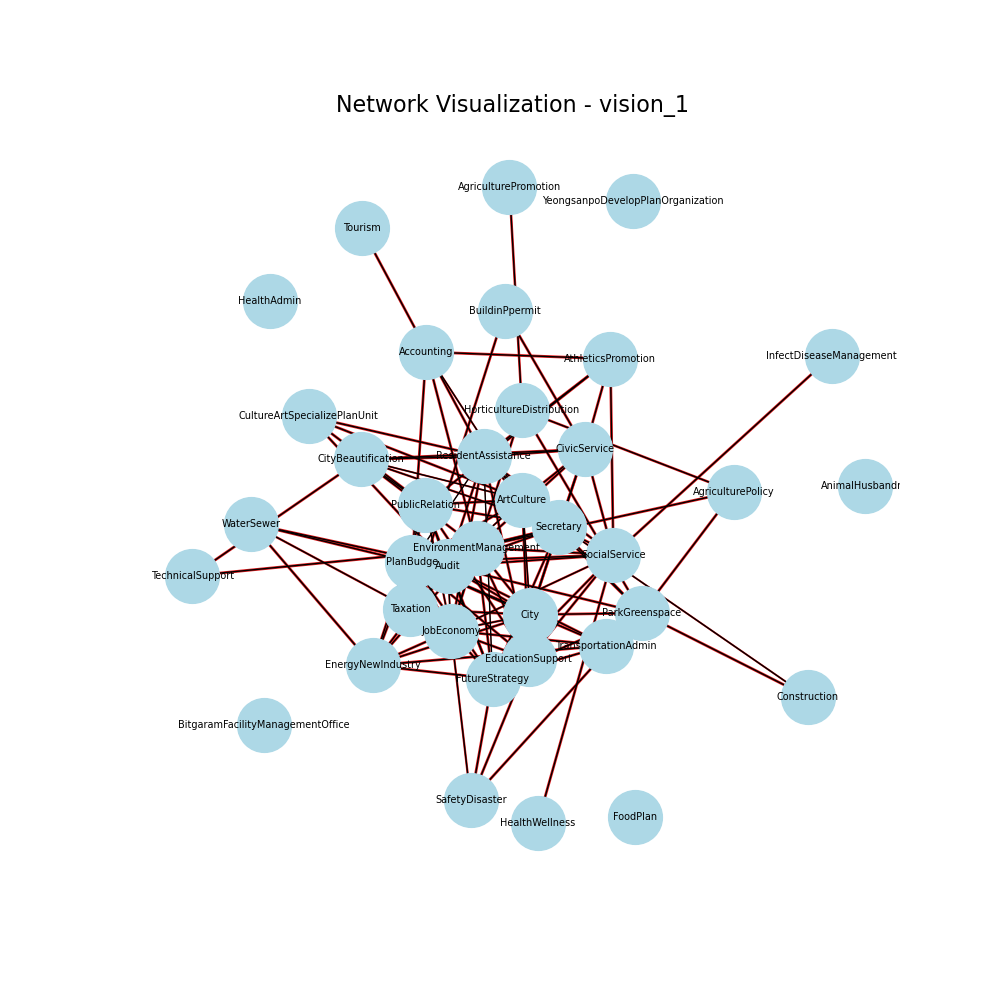 Network Visualization - vision_1
AgriculturePromotion
YeongsanpoDevelopPlanOrganization
Tourism
HealthAdmin
BuildinPpermit
Accounting
AthleticsPromotion
InfectDiseaseManagement
HorticultureDistribution
CultureArtSpecializePlanUnit
CivicService
ResidentAssistance
CityBeautification
AnimalHusbandr
AgriculturePolicy
ArtCulture
PublicRelation
WaterSewer
Secretary
EnvironmentManagement
SocialService
PlanBudget
Audit
TechnicalSupport
Taxation
ParkGreenspace
City
JobEconomy
TransportationAdmin
EducationSupport
EnergyNewIndustry
FutureStrategy
Construction
BitgaramFacilityManagementOffice
SafetyDisaster
FoodPlan
HealthWellness